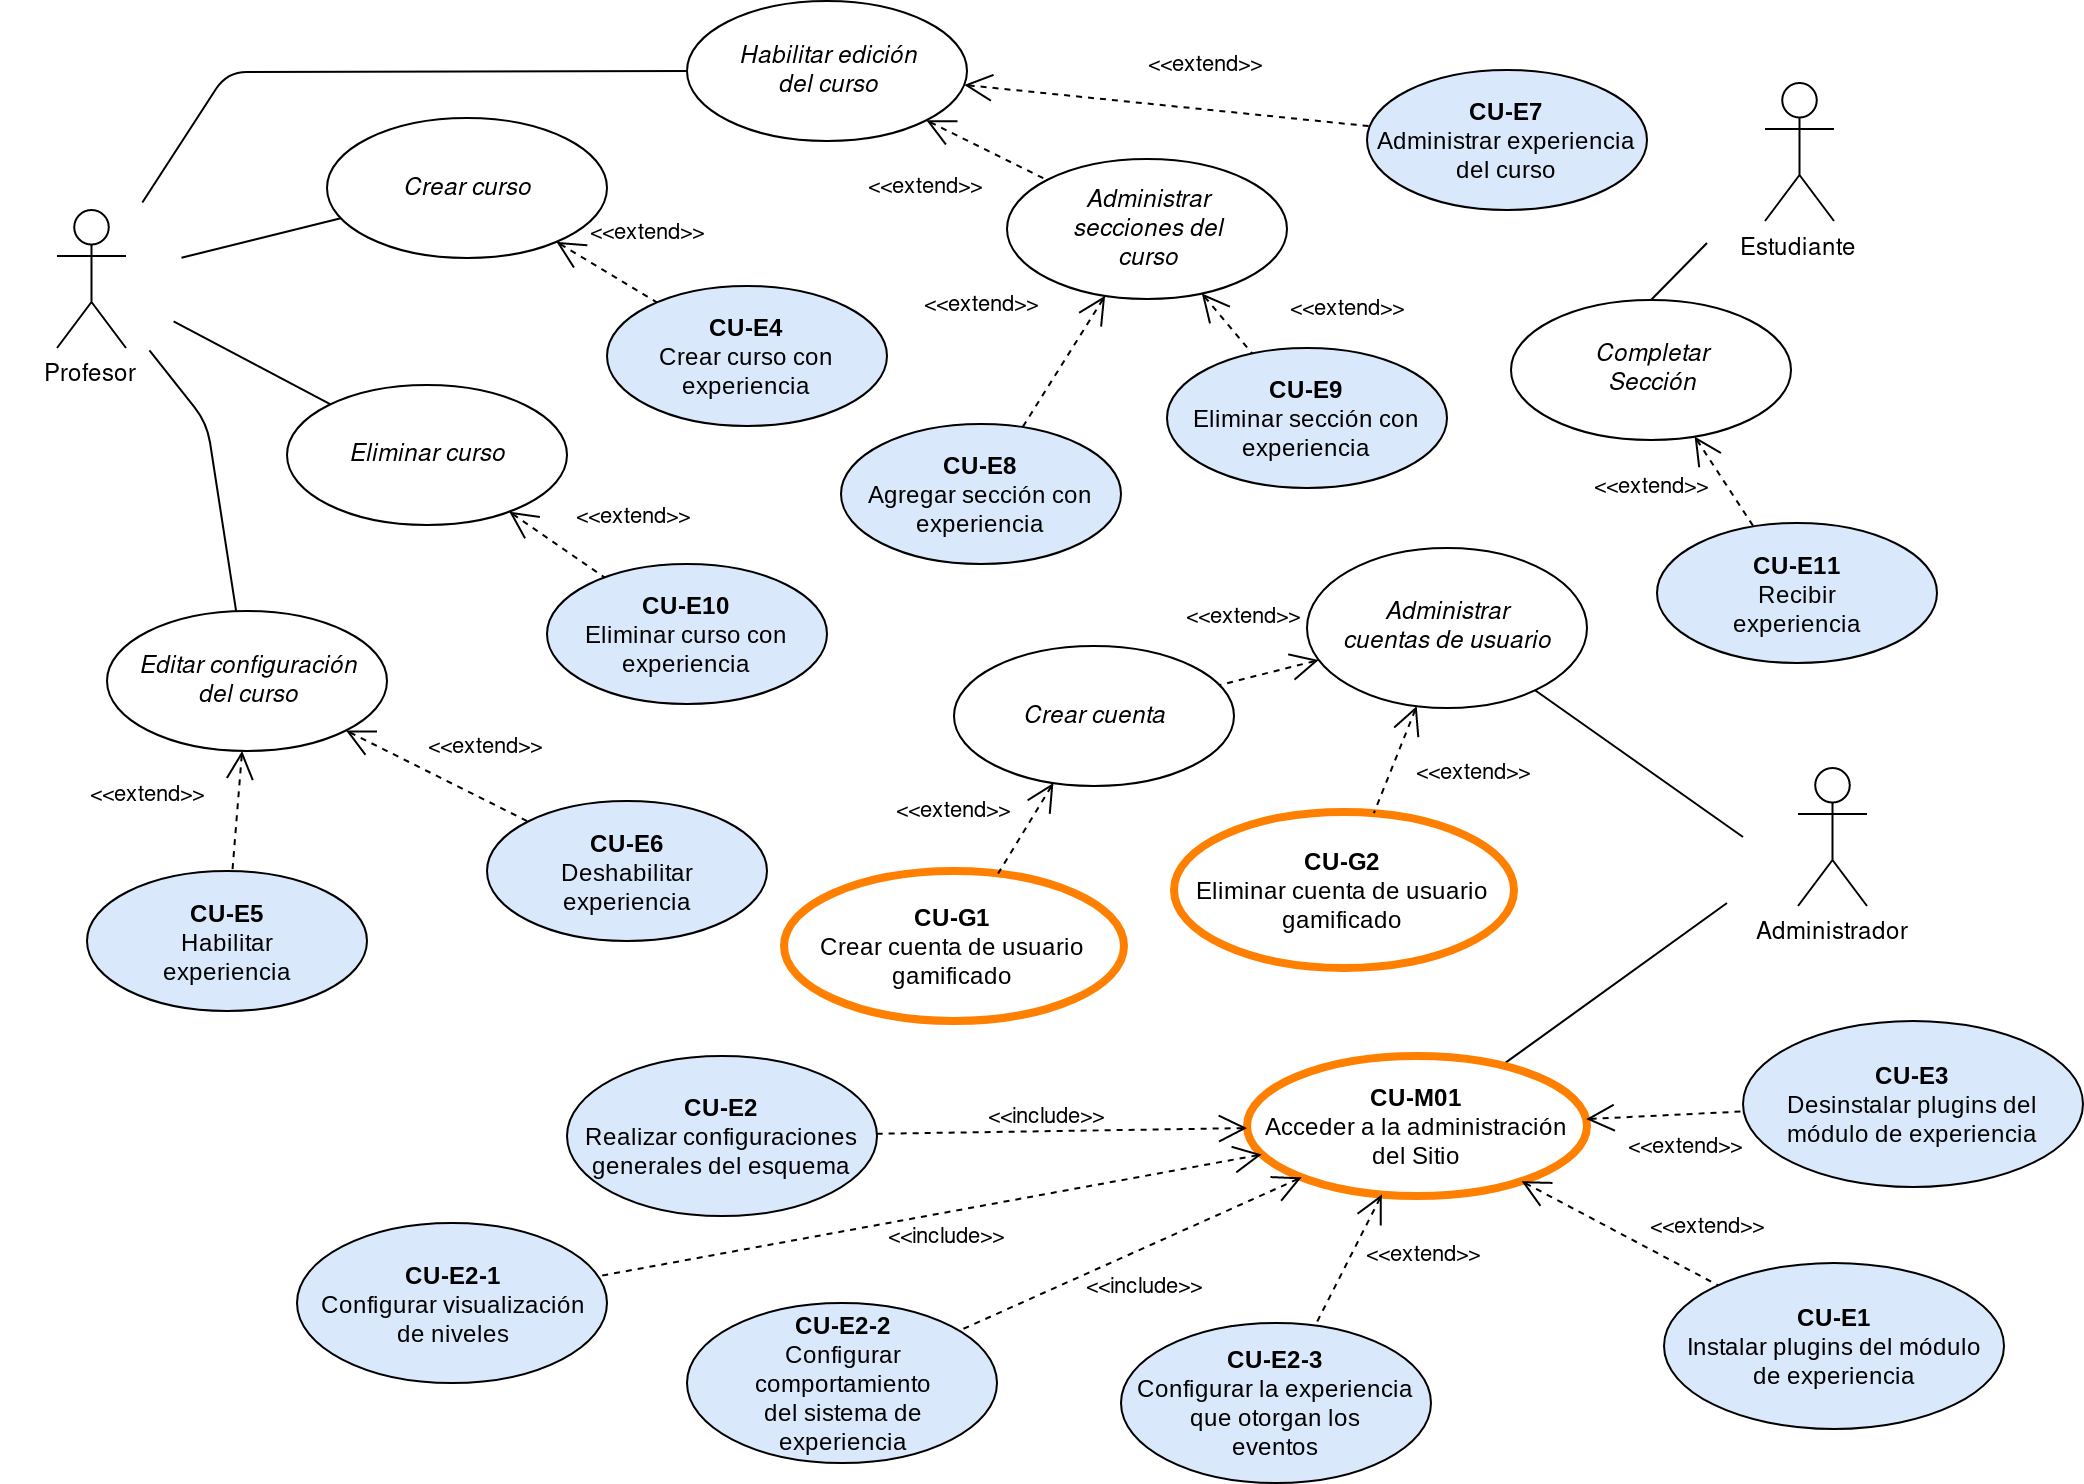 Habilitar edición
del curso
<<extend>>
CU-E7
Administrar experiencia
del curso
Crear curso
<<extend>>
Administrar
secciones del
curso
Estudiante
<<extend>>
Profesor
CU-E4
Crear curso con
experiencia
<<extend>>
<<extend>>
CU-E9
Eliminar sección con
experiencia
Completar
Sección
Eliminar curso
<<extend>>
CU-E8
Agregar sección con
experiencia
<<extend>>
CU-E10
Eliminar curso con
experiencia
CU-E11
Recibir
experiencia
<<extend>>
Administrar
cuentas de usuario
Editar configuración
del curso
Crear cuenta
<<extend>>
<<extend>>
<<extend>>
<<extend>>
CU-E6
Deshabilitar
experiencia
CU-G2
Eliminar cuenta de usuario
gamificado
CU-E5
Habilitar
experiencia
CU-G1
Crear cuenta de usuario
gamificado
Administrador
CU-E2
Realizar configuraciones
generales del esquema
<<include>>
CU-M01
Acceder a la administración
del Sitio
CU-E3
Desinstalar plugins del
módulo de experiencia
<<extend>>
<<include>>
<<extend>>
<<extend>>
<<include>>
CU-E2-1
Configurar visualización
de niveles
CU-E2-2
Configurar
comportamiento
del sistema de
experiencia
CU-E2-3
Configurar la experiencia
que otorgan los
eventos
CU-E1
Instalar plugins del módulo
de experiencia